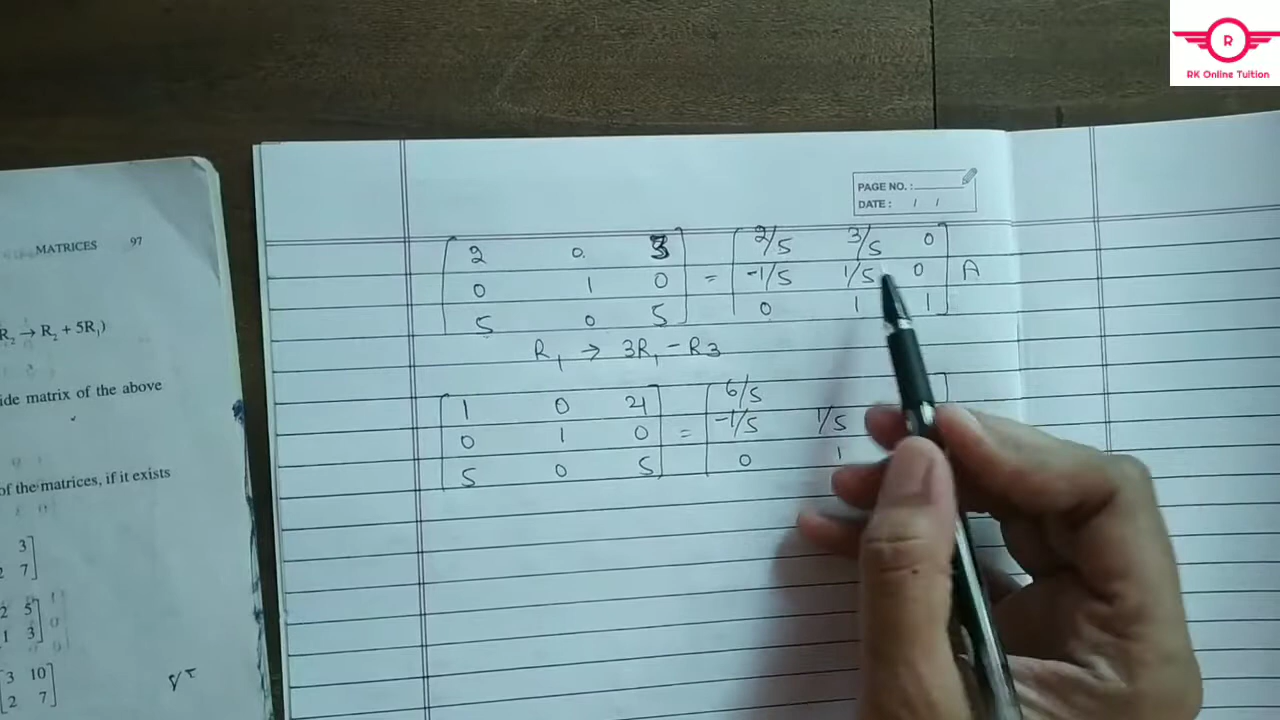 R
RK Online Tuition
MATRICES 97
R₂ → R₂ + 5R₁)
ide matrix of the above
of the matrices, if it exists
3
2 7
2 5
1 3
3 10
2 7
PAGE NO. :
DATE : / /
2 0 3 2/5 3/5 0
0 1 0 = -1/5 1/5 0 A
5 0 5 0 1 1
R₁ → 3R₁ - R3
1 0 4 6/5
0 1 0 = -1/5 1/5
5 0 5 0 1